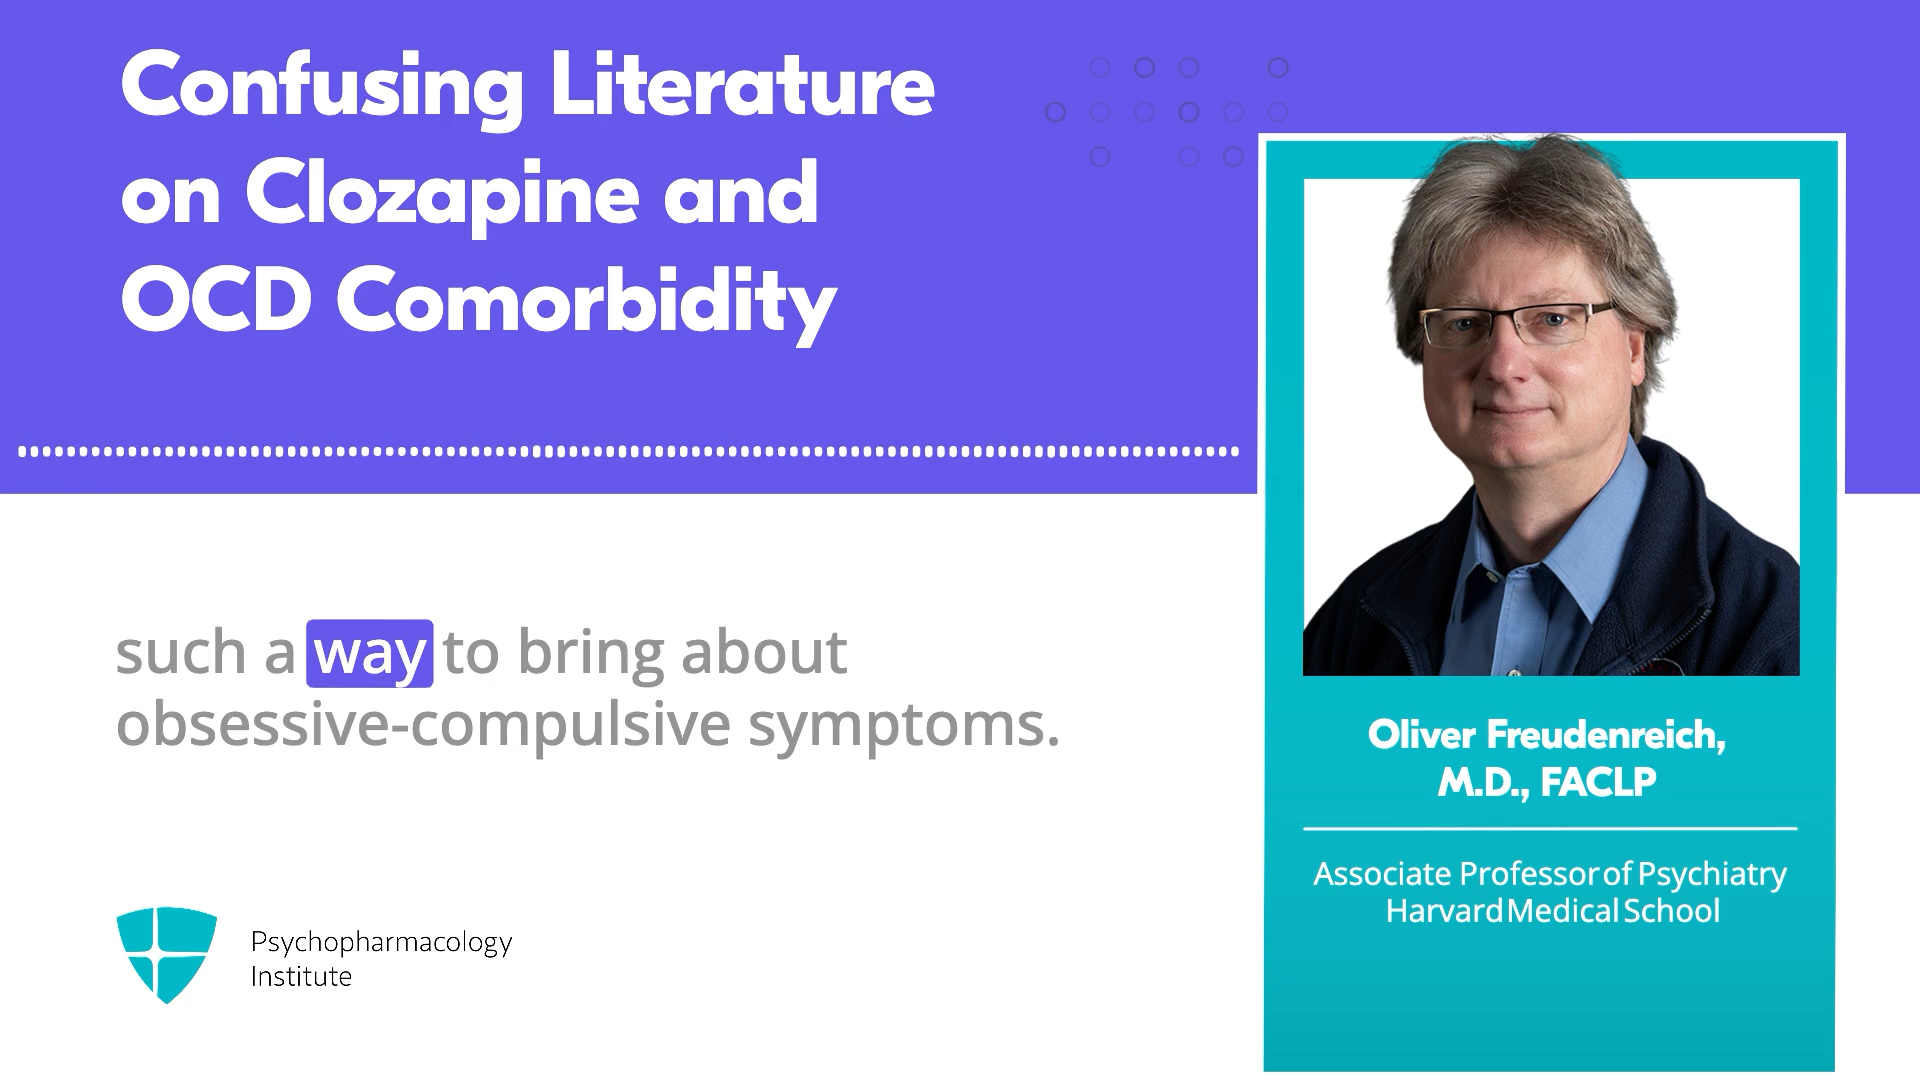 Confusing Literature
on Clozapine and
OCD Comorbidity
such a way to bring about
obsessive-compulsive symptoms.
Psychopharmacology
Institute
Oliver Freudenreich,
M.D., FACLP
Associate Professor of Psychiatry
Harvard Medical School